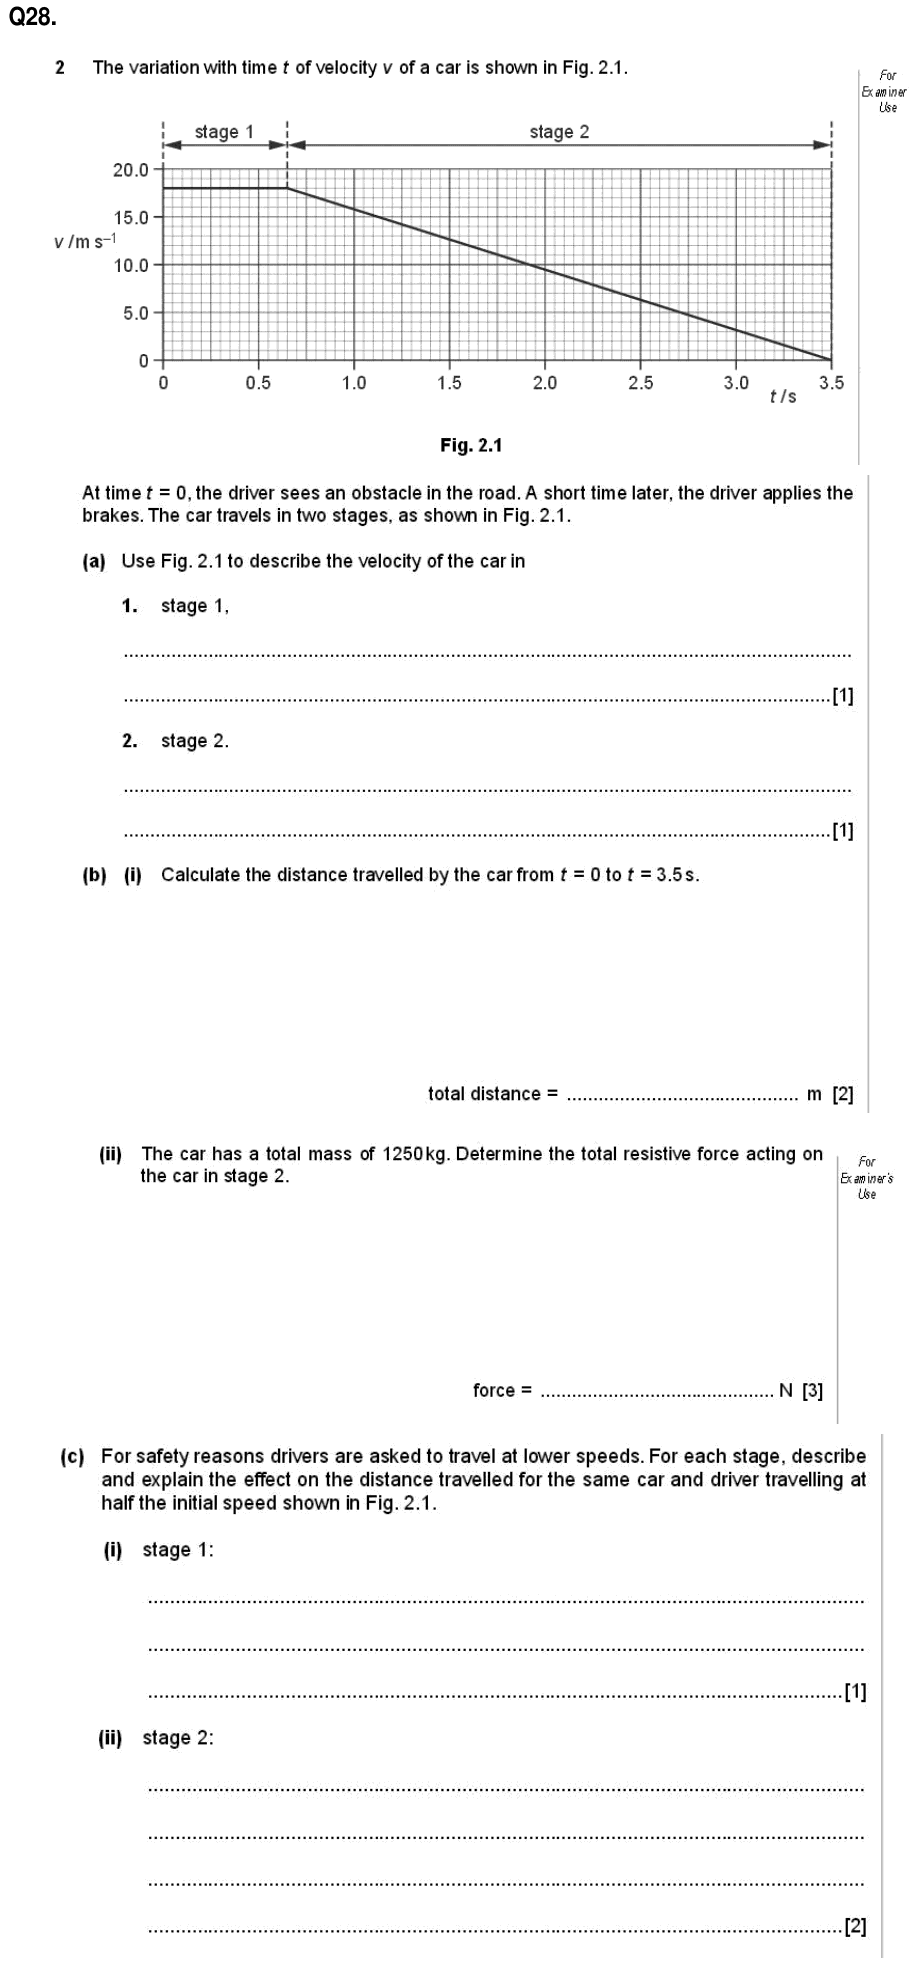 Q28.
2 The variation with time t of velocity v of a car is shown in Fig. 2.1.
For
Examiner
Use
stage 1
stage 2
20.0
15.0
v /m s⁻¹
10.0
5.0
0
0 0.5 1.0 1.5 2.0 2.5 3.0 3.5
t /s
Fig. 2.1
At time t = 0, the driver sees an obstacle in the road. A short time later, the driver applies the
brakes. The car travels in two stages, as shown in Fig. 2.1.
(a) Use Fig. 2.1 to describe the velocity of the car in
1. stage 1,
..........................................................................................
..........................................................................................[1]
2. stage 2.
..........................................................................................
..........................................................................................[1]
(b) (i) Calculate the distance travelled by the car from t = 0 to t = 3.5 s.
total distance = ............................................ m [2]
(ii) The car has a total mass of 1250 kg. Determine the total resistive force acting on
the car in stage 2.
For
Examiner's
Use
force = ............................................ N [3]
(c) For safety reasons drivers are asked to travel at lower speeds. For each stage, describe
and explain the effect on the distance travelled for the same car and driver travelling at
half the initial speed shown in Fig. 2.1.
(i) stage 1:
..........................................................................................
..........................................................................................
..........................................................................................[1]
(ii) stage 2:
..........................................................................................
..........................................................................................
..........................................................................................
..........................................................................................[2]